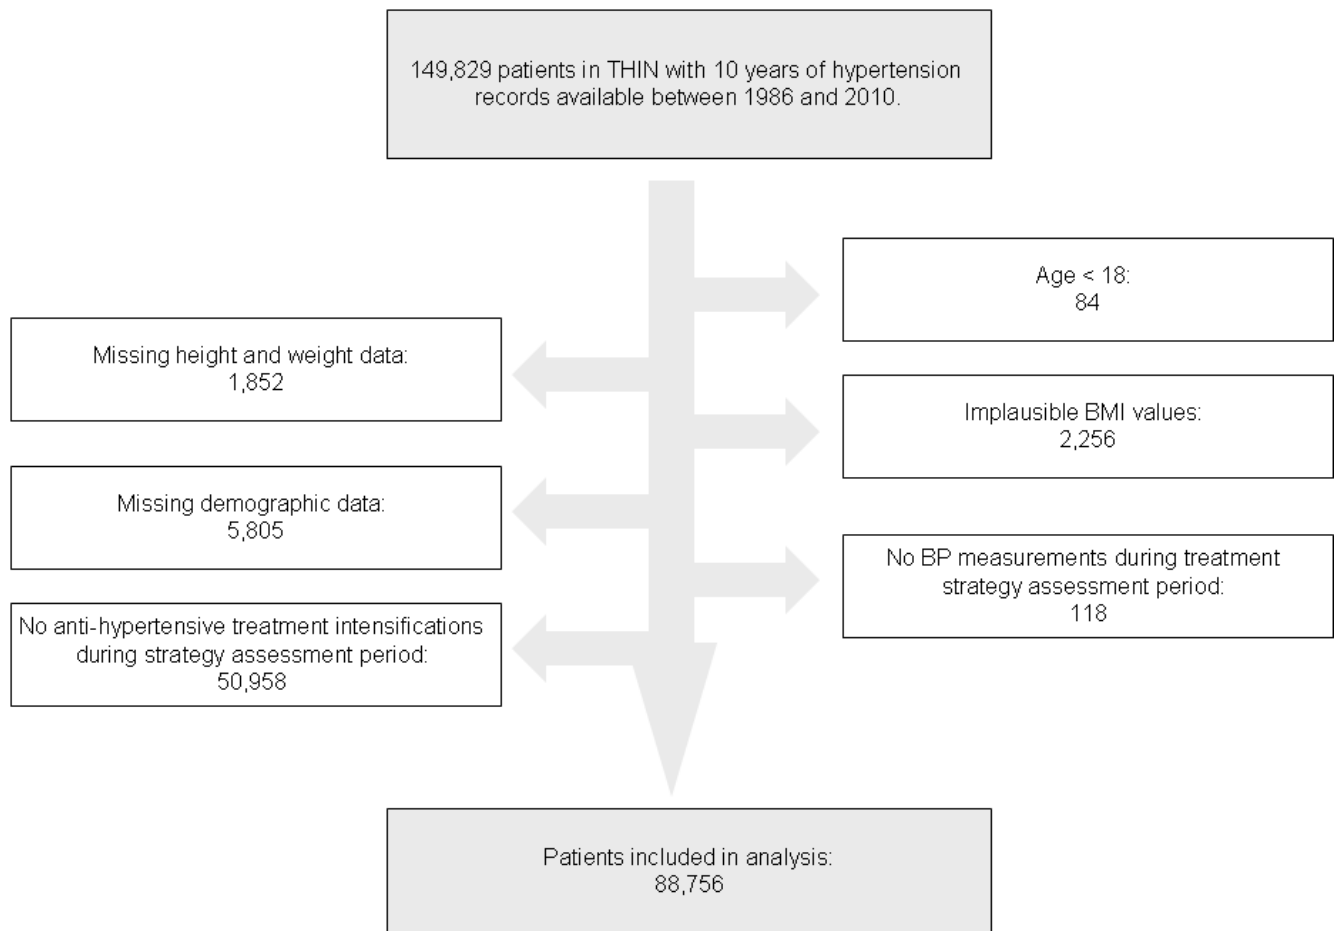 149,829 patients in THIN with 10 years of hypertension
records available between 1986 and 2010.
Age < 18:
84
Missing height and weight data:
1,852
Implausible BMI values:
2,256
Missing demographic data:
5,805
No BP measurements during treatment
strategy assessment period:
118
No anti-hypertensive treatment intensifications
during strategy assessment period:
50,958
Patients included in analysis:
88,756